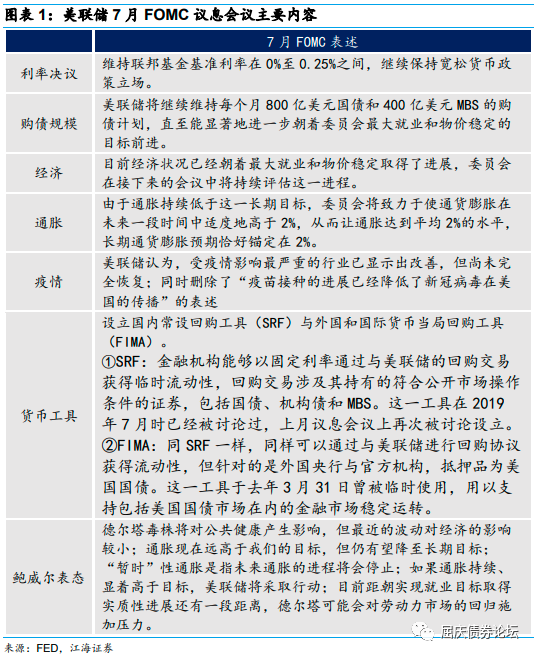 图表 1：美联储 7 月 FOMC 议息会议主要内容
7 月 FOMC 表述
利率决议
维持联邦基金基准利率在 0%至 0.25%之间，继续保持宽松货币政
策立场。
购债规模
美联储将继续维持每个月 800 亿美元国债和 400 亿美元 MBS 的购
债计划，直至能显著地进一步朝着委员会最大就业和物价稳定的
目标前进。
经济
目前经济状况已经朝着最大就业和物价稳定取得了进展，委员会
在接下来的会议中将持续评估这一进程。
通胀
由于通胀持续低于这一长期目标，委员会将致力于使通货膨胀在
未来一段时间中适度地高于 2%，从而让通胀达到平均 2%的水平，
长期通货膨胀预期恰好锚定在 2%。
疫情
美联储认为，受疫情影响最严重的行业已显示出改善，但尚未完
全恢复；同时删除了“疫苗接种的进展已经降低了新冠病毒在美
国的传播”的表述
货币工具
设立国内常设回购工具（SRF）与外国和国际货币当局回购工具
（FIMA）。
①SRF：金融机构能够以固定利率通过与美联储的回购交易
获得临时流动性，回购交易涉及其持有的符合公开市场操作
条件的证券，包括国债、机构债和 MBS。这一工具在 2019
年 7 月时已经被讨论过，上月议息会议上再次被讨论设立。
②FIMA：同 SRF 一样，同样可以通过与美联储进行回购协议
获得流动性，但针对的是外国央行与官方机构，抵押品为美
国国债。这一工具于去年 3 月 31 日曾被临时使用，用以支
持包括美国国债市场在内的金融市场稳定运转。
鲍威尔表态
德尔塔毒株将对公共健康产生影响，但最近的波动对经济的影响
较小；通胀现在远高于我们的目标，但仍有望降至长期目标；
“暂时”性通胀是指未来通胀的进程将会停止；如果通胀持续、
显着高于目标，美联储将采取行动；目前距朝实现就业目标取得
实质性进展还有一段距离，德尔塔可能会对劳动力市场的回归施
加压力。
屈庆债券论坛
来源：FED，江海证券